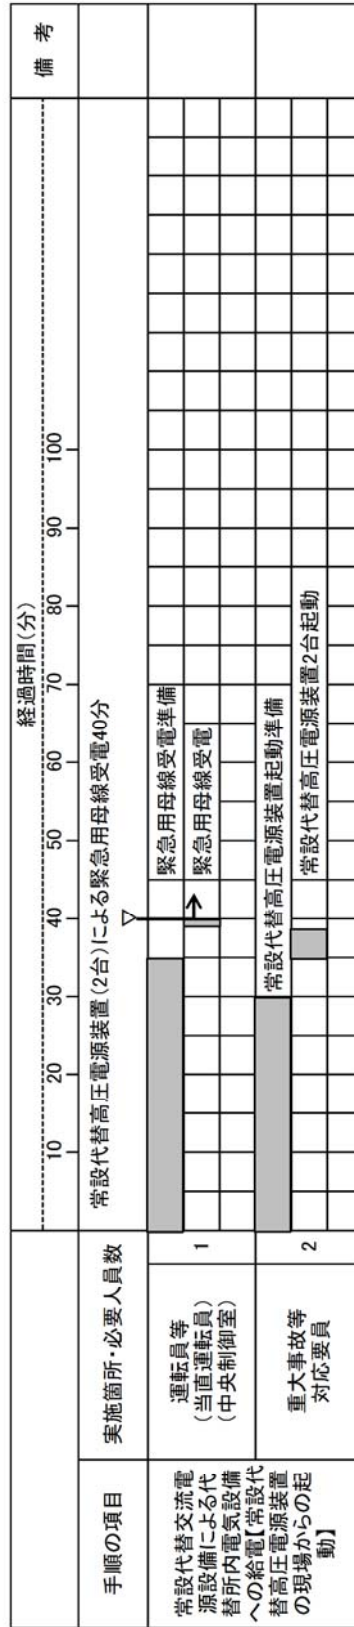 経過時間(分)
備 考
10 20 30 40 50 60 70 80 90 100
手順の項目
実施箇所・必要人員数
常設代替高圧電源装置(2台)による緊急用母線受電40分
▽
常設代替交流電
源設備による代
替所内電気設備
への給電【常設代
替高圧電源装置
の現場からの起
動】
運転員等
(当直運転員)
(中央制御室)
1
緊急用母線受電準備
緊急用母線受電
重大事故等
対応要員
2
常設代替高圧電源装置起動準備
常設代替高圧電源装置2台起動